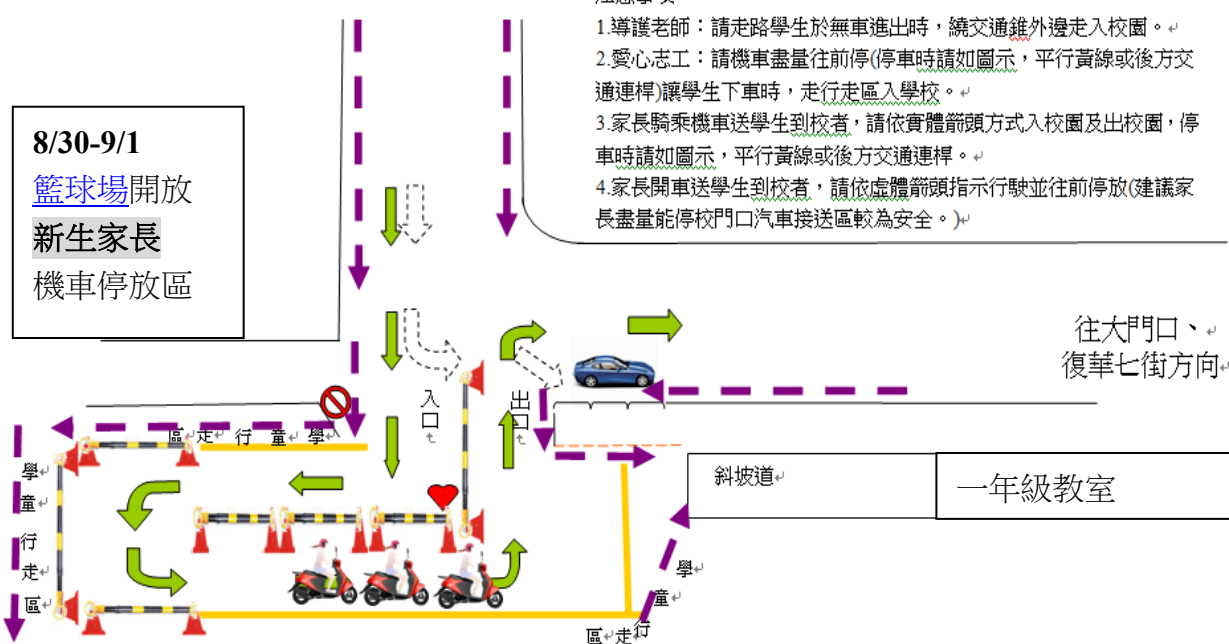 1.導護老師：請走路學生於無車進出時，繞交通錐外邊走入校園。
2.愛心志工：請機車盡量往前停(停車時請如圖示，平行黃線或後方交
通連桿)讓學生下車時，走行走區入學校。
3.家長騎乘機車送學生到校者，請依實體箭頭方式入校園及出校園，停
車時請如圖示，平行黃線或後方交通連桿。
4.家長開車送學生到校者，請依虛體箭頭指示行駛並往前停放(建議家
長盡量能停校門口汽車接送區較為安全。)
8/30-9/1
籃球場開放
新生家長
機車停放區
往大門口、
復華七街方向
入口
出口
區走行童學
學童行走區
斜坡道
一年級教室
學童行走區